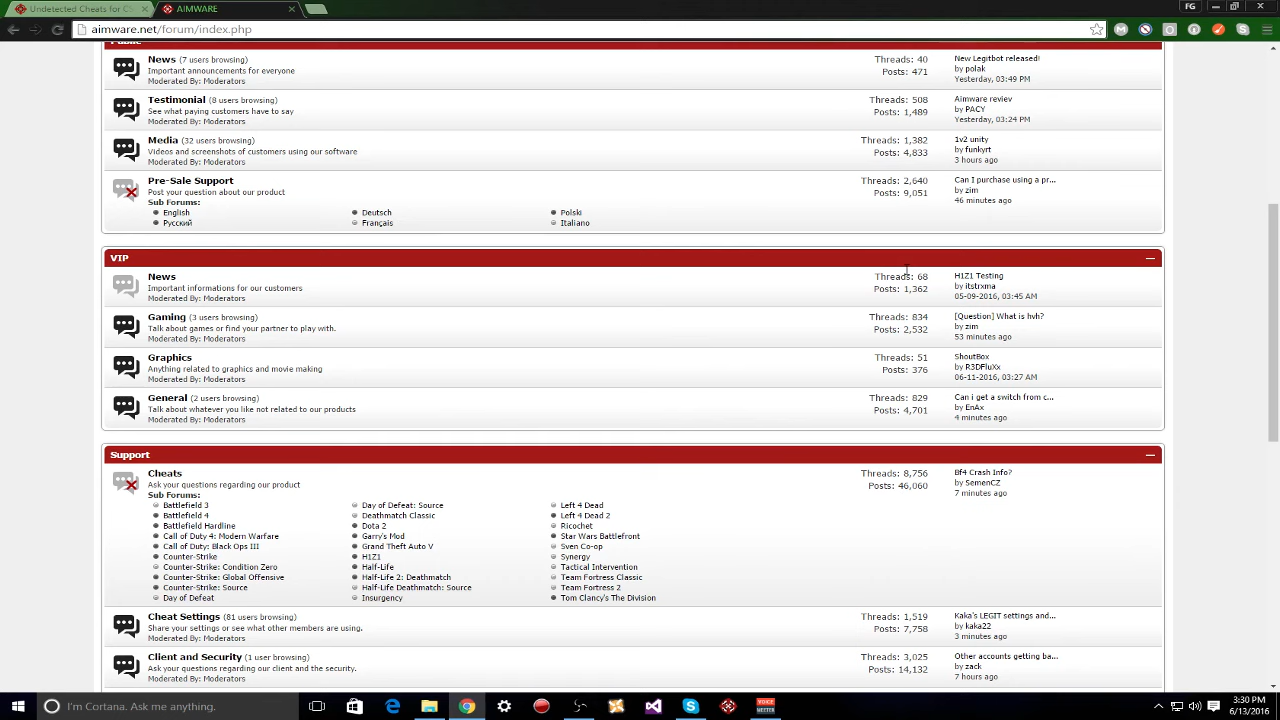 Undetected Cheats for CS
AIMWARE
FG
aimware.net/forum/index.php
Public
News (7 users browsing)
Important announcements for everyone
Moderated By: Moderators
Threads: 40
Posts: 471
New Legitbot released!
by polak
Yesterday, 03:49 PM
Testimonial (8 users browsing)
See what paying customers have to say
Moderated By: Moderators
Threads: 508
Posts: 1,489
Aimware reviev
by PACY
Yesterday, 03:24 PM
Media (32 users browsing)
Videos and screenshots of customers using our software
Moderated By: Moderators
Threads: 1,382
Posts: 4,833
1v2 unity
by funkyrt
3 hours ago
Pre-Sale Support
Post your question about our product
Sub Forums:
English
Deutsch
Polski
Русский
Français
Italiano
Threads: 2,640
Posts: 9,051
Can I purchase using a pr...
by zim
46 minutes ago
VIP
News
Important informations for our customers
Moderated By: Moderators
Threads: 68
Posts: 1,362
H1Z1 Testing
by itstrxma
05-09-2016, 03:45 AM
Gaming (3 users browsing)
Talk about games or find your partner to play with.
Moderated By: Moderators
Threads: 834
Posts: 2,532
[Question] What is hvh?
by zim
53 minutes ago
Graphics
Anything related to graphics and movie making
Moderated By: Moderators
Threads: 51
Posts: 376
ShoutBox
by R3DFluXx
06-11-2016, 03:27 AM
General (2 users browsing)
Talk about whatever you like not related to our products
Moderated By: Moderators
Threads: 829
Posts: 4,701
Can i get a switch from c...
by EnAx
4 minutes ago
Support
Cheats
Ask your questions regarding our product
Sub Forums:
Threads: 8,756
Posts: 46,060
Bf4 Crash Info?
by SemenCZ
7 minutes ago
Battlefield 3
Day of Defeat: Source
Left 4 Dead
Battlefield 4
Deathmatch Classic
Left 4 Dead 2
Battlefield Hardline
Dota 2
Ricochet
Call of Duty 4: Modern Warfare
Garry's Mod
Star Wars Battlefront
Call of Duty: Black Ops III
Grand Theft Auto V
Sven Co-op
Counter-Strike
H1Z1
Synergy
Counter-Strike: Condition Zero
Half-Life
Tactical Intervention
Counter-Strike: Global Offensive
Half-Life 2: Deathmatch
Team Fortress Classic
Counter-Strike: Source
Half-Life Deathmatch: Source
Team Fortress 2
Day of Defeat
Insurgency
Tom Clancy's The Division
Cheat Settings (81 users browsing)
Share your settings or see what other members are using.
Moderated By: Moderators
Threads: 1,519
Posts: 7,758
Kaka's LEGIT settings and...
by kaka22
3 minutes ago
Client and Security (1 user browsing)
Ask your questions regarding our client and the security.
Moderated By: Moderators
Threads: 3,025
Posts: 14,132
Other accounts getting ba...
by zack
7 hours ago
I'm Cortana. Ask me anything.
VOICE
MEETER
3:30 PM
6/13/2016